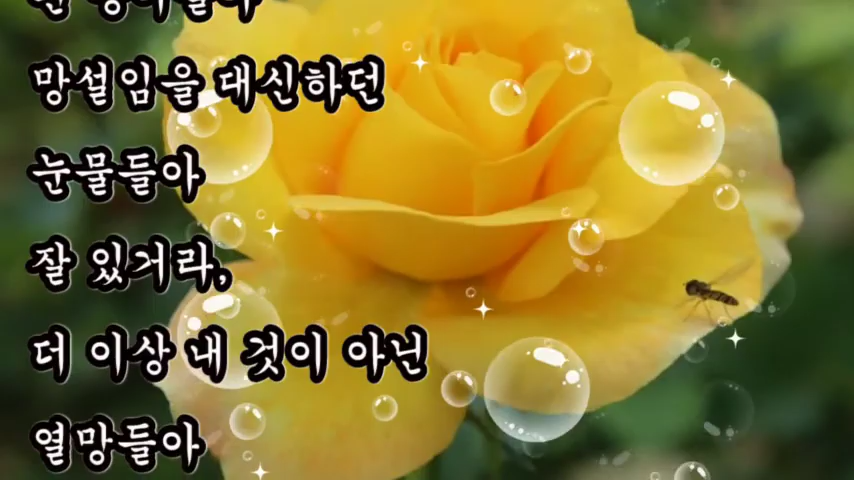 망설임을 대신하던
눈물들아
잘 있거라,
더 이상 내 것이 아닌
열망들아